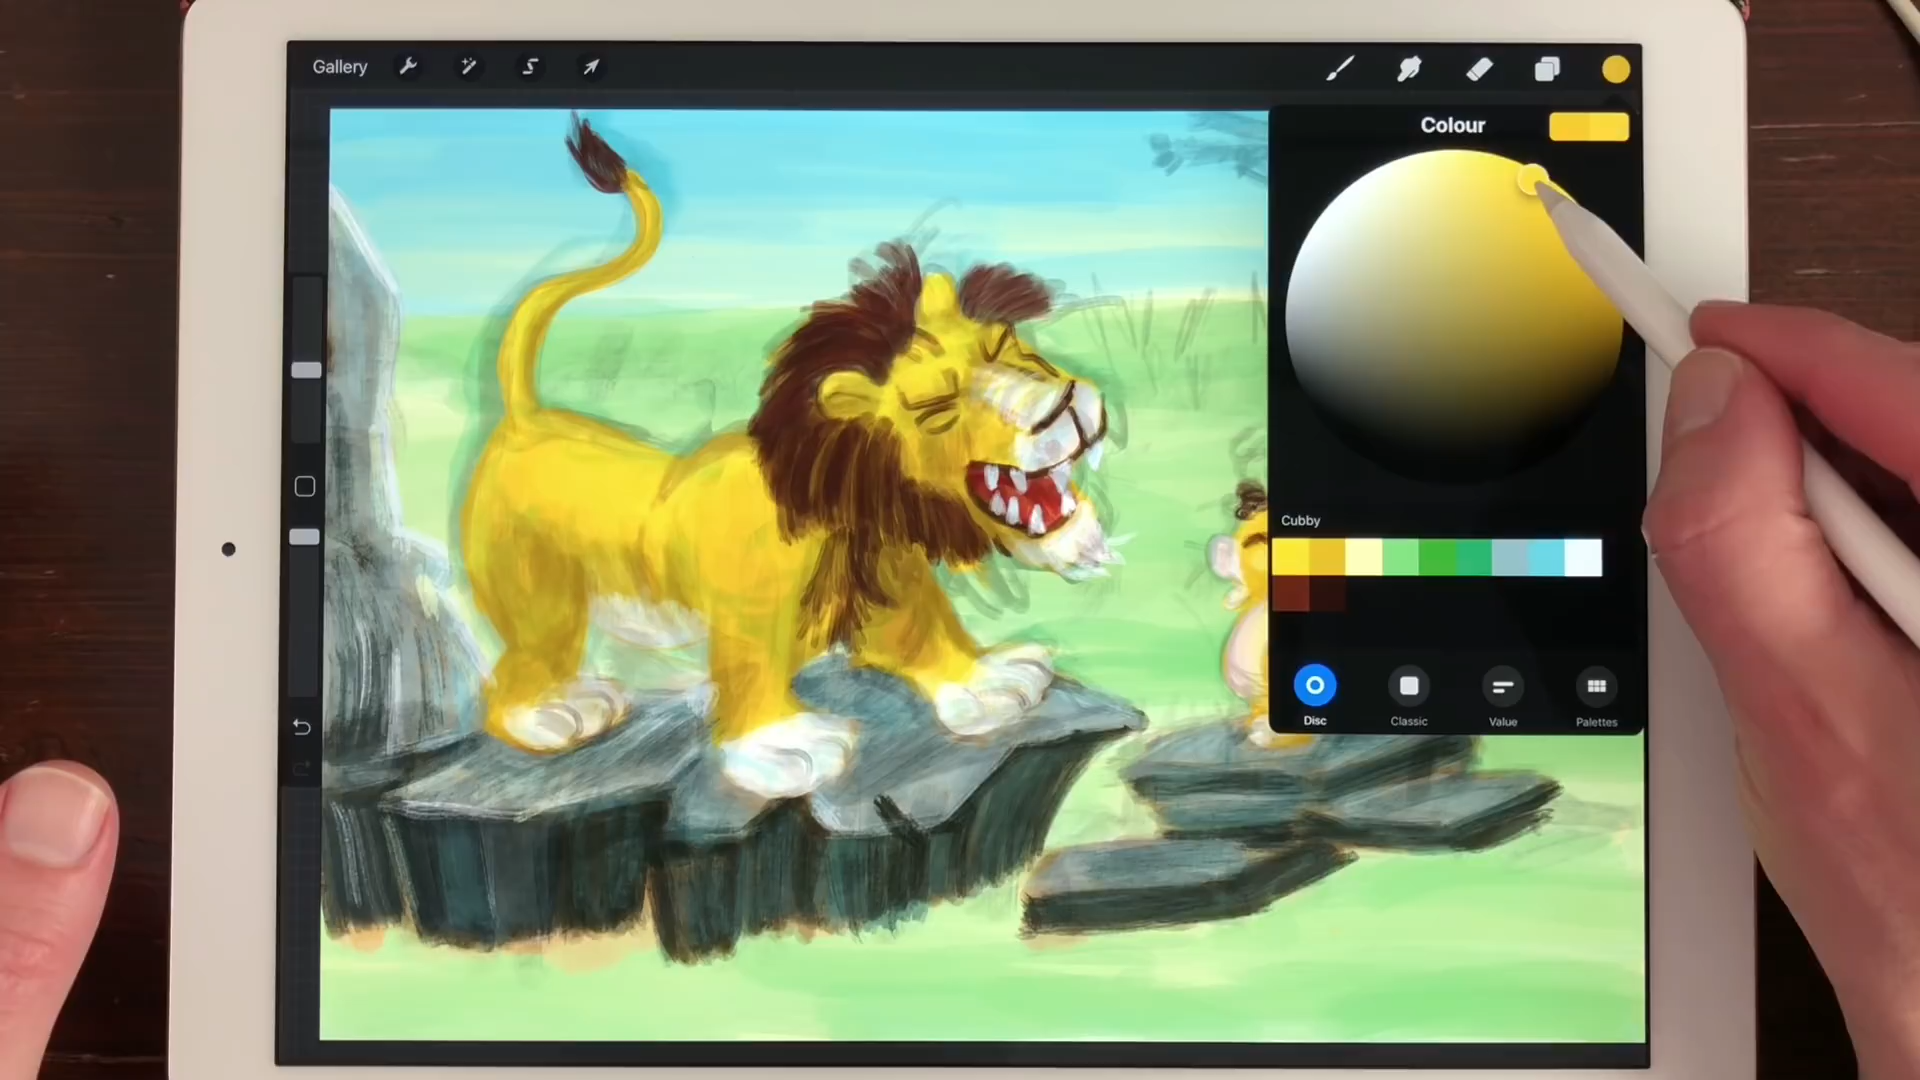 Gallery
Colour
Cubby
Disc
Classic
Value
Palettes